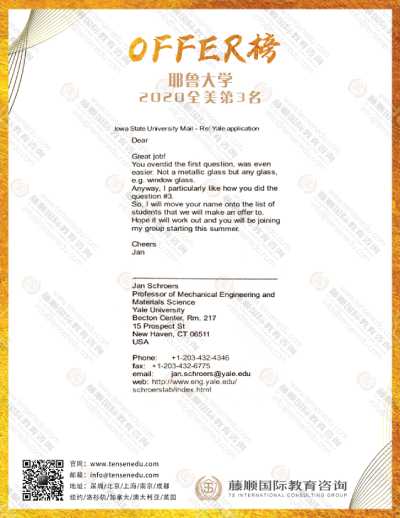 OFFER榜
耶鲁大学
2020全美第3名
Iowa State University Mail - Re: Yale application
Dear
Great job!
You overdid the first question, was even
easier. Not a metallic glass but any glass,
e.g. window glass.
Anyway, I particularly like how you did the
question #3.
So, I will move your name onto the list of
students that we will make an offer to.
Hope it will work out and you will be joining
my group starting this summer.
Cheers
Jan
Jan Schroers
Professor of Mechanical Engineering and
Materials Science
Yale University
Becton Center, Rm. 217
15 Prospect St
New Haven, CT 06511
USA
Phone: +1-203-432-4346
fax: +1-203-432-6775
email: jan.schroers@yale.edu
web: http://www.eng.yale.edu/
schroerslab/index.html
官网：www.tensenedu.com
邮箱：info@tensenedu.com
地址：深圳/北京/上海/南京/成都
纽约/洛杉矶/加拿大/澳大利亚/英国
藤顺国际教育咨询
TS INTERNATIONAL CONSULTING GROUP